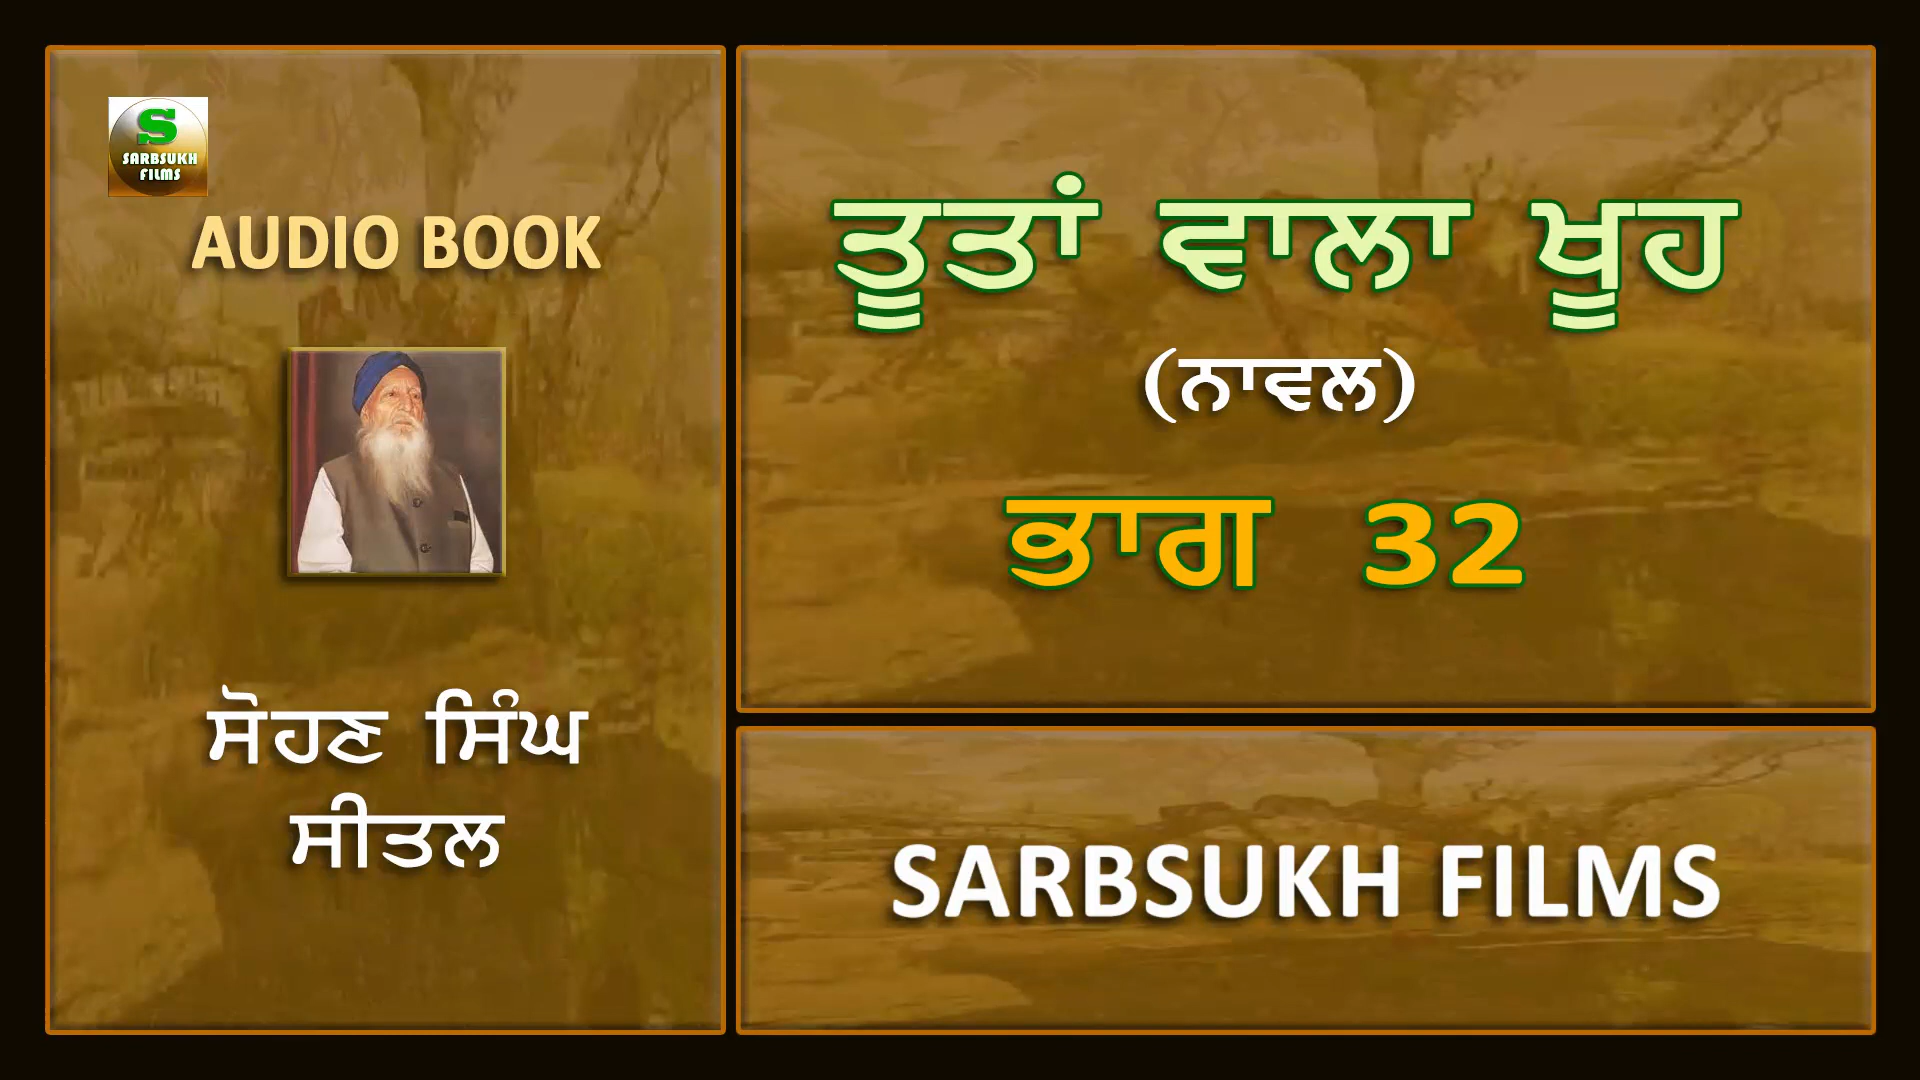 S
SARBSUKH
FILMS
AUDIO BOOK
ਸੋਹਣ ਸਿੰਘ
ਸੀਤਲ
ਤੂਤਾਂ ਵਾਲਾ ਖੂਹ
(ਨਾਵਲ)
ਭਾਗ 32
SARBSUKH FILMS